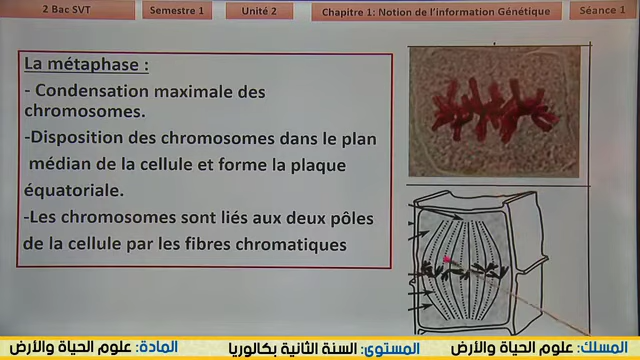 2 Bac SVT
Semestre 1
Unité 2
Chapitre 1: Notion de l’information Génétique
Séance 1
La métaphase :
- Condensation maximale des
chromosomes.
-Disposition des chromosomes dans le plan
médian de la cellule et forme la plaque
équatoriale.
-Les chromosomes sont liés aux deux pôles
de la cellule par les fibres chromatiques
المسلك: علوم الحياة والأرض
المستوى: السنة الثانية بكالوريا
المادة: علوم الحياة والأرض